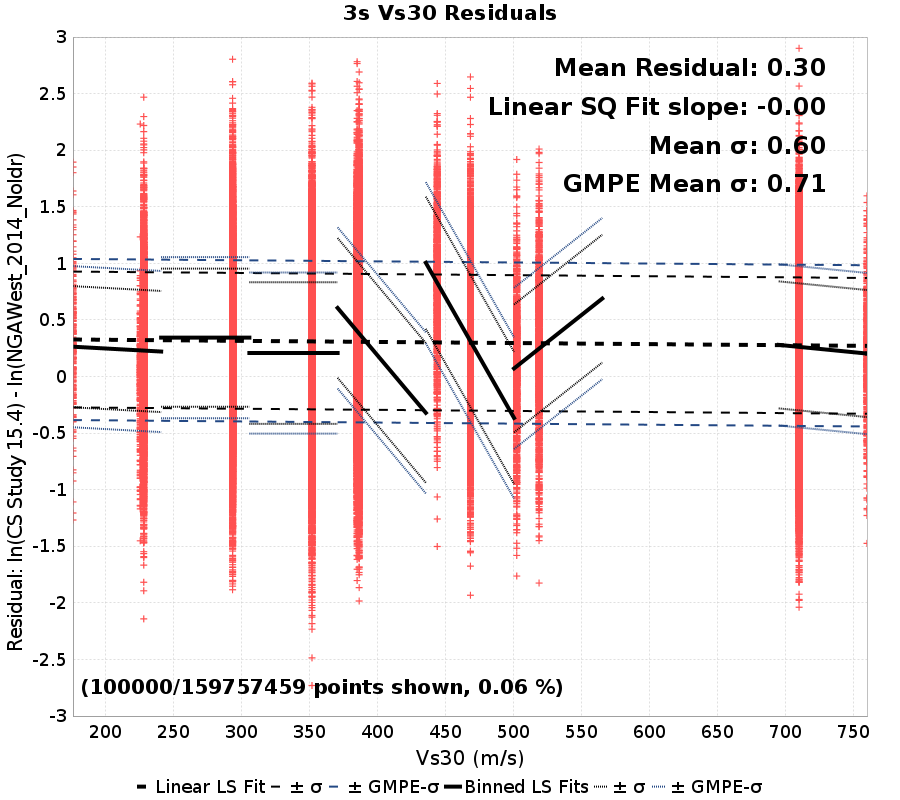 3s Vs30 Residuals
Mean Residual: 0.30
Linear SQ Fit slope: -0.00
Mean σ: 0.60
GMPE Mean σ: 0.71
Residual: ln(CS Study 15.4) - ln(NGAWest_2014_NoIdr)
3
2.5
2
1.5
1
0.5
0
-0.5
-1
-1.5
-2
-2.5
-3
(100000/159757459 points shown, 0.06 %)
200 250 300 350 400 450 500 550 600 650 700 750
Vs30 (m/s)
Linear LS Fit ± σ ± GMPE-σ Binned LS Fits ± σ ± GMPE-σ